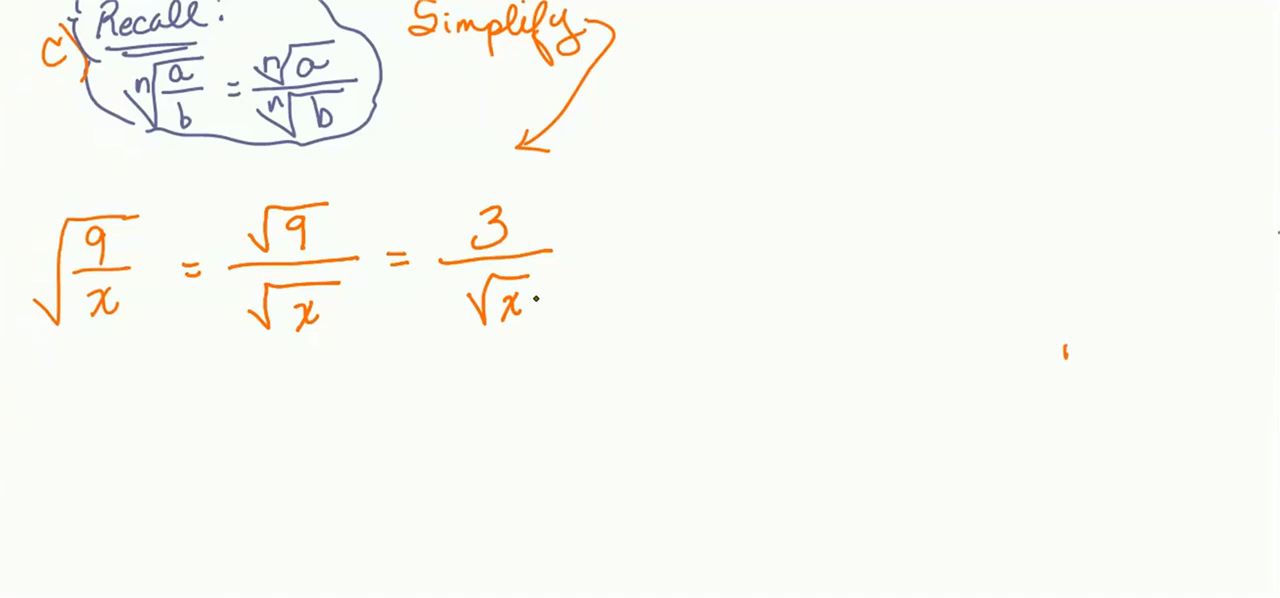 Recall:
Simplify
c)
ⁿ√(a/b) = ⁿ√a / ⁿ√b
√(9/x) = √9 / √x = 3 / √x